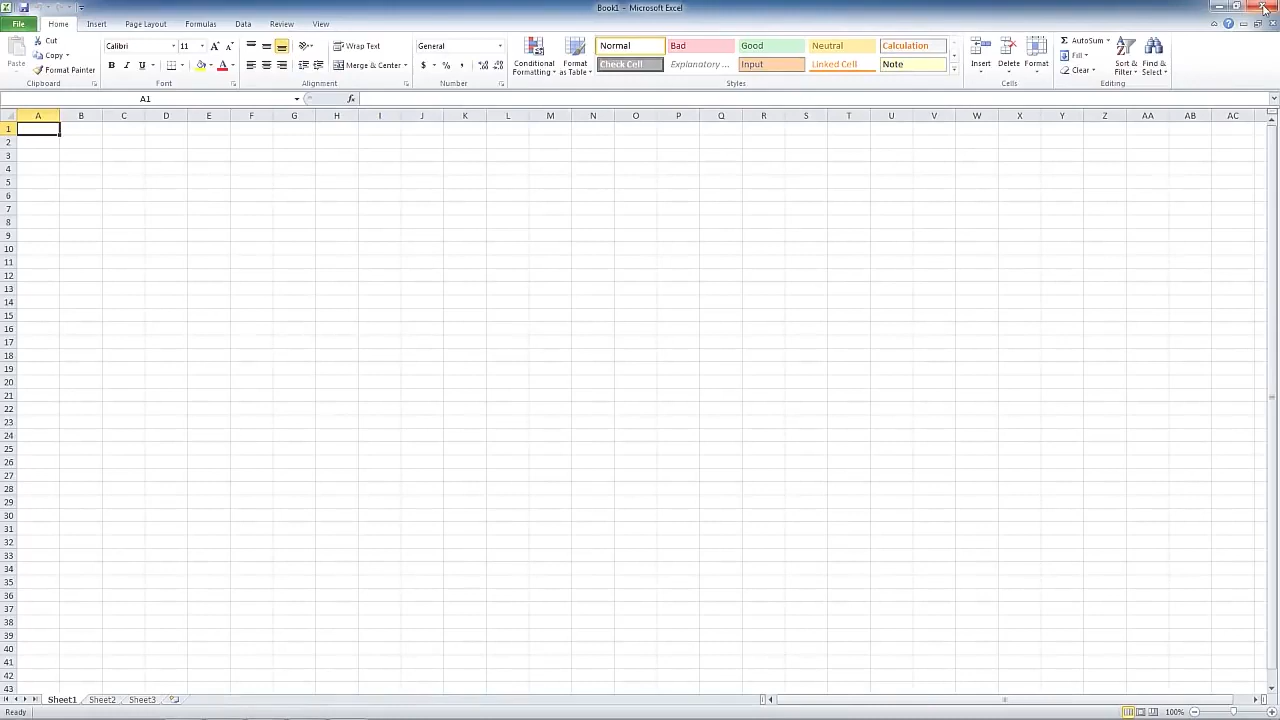 Book1 - Microsoft Excel
File Home Insert Page Layout Formulas Data Review View
Paste
Cut
Copy
Format Painter
Clipboard
Calibri 11
B I U
Font
Wrap Text
Merge & Center
Alignment
General
$ % ,
Number
Conditional Formatting
Format as Table
Normal Bad Good Neutral Calculation
Check Cell Explanatory ... Input Linked Cell Note
Styles
Insert Delete Format
Cells
Σ AutoSum
Fill
Clear
Sort & Filter
Find & Select
Editing
A1 fx
A B C D E F G H I J K L M N O P Q R S T U V W X Y Z AA AB AC
1
2
3
4
5
6
7
8
9
10
11
12
13
14
15
16
17
18
19
20
21
22
23
24
25
26
27
28
29
30
31
32
33
34
35
36
37
38
39
40
41
42
43
Sheet1 Sheet2 Sheet3
Ready 100%